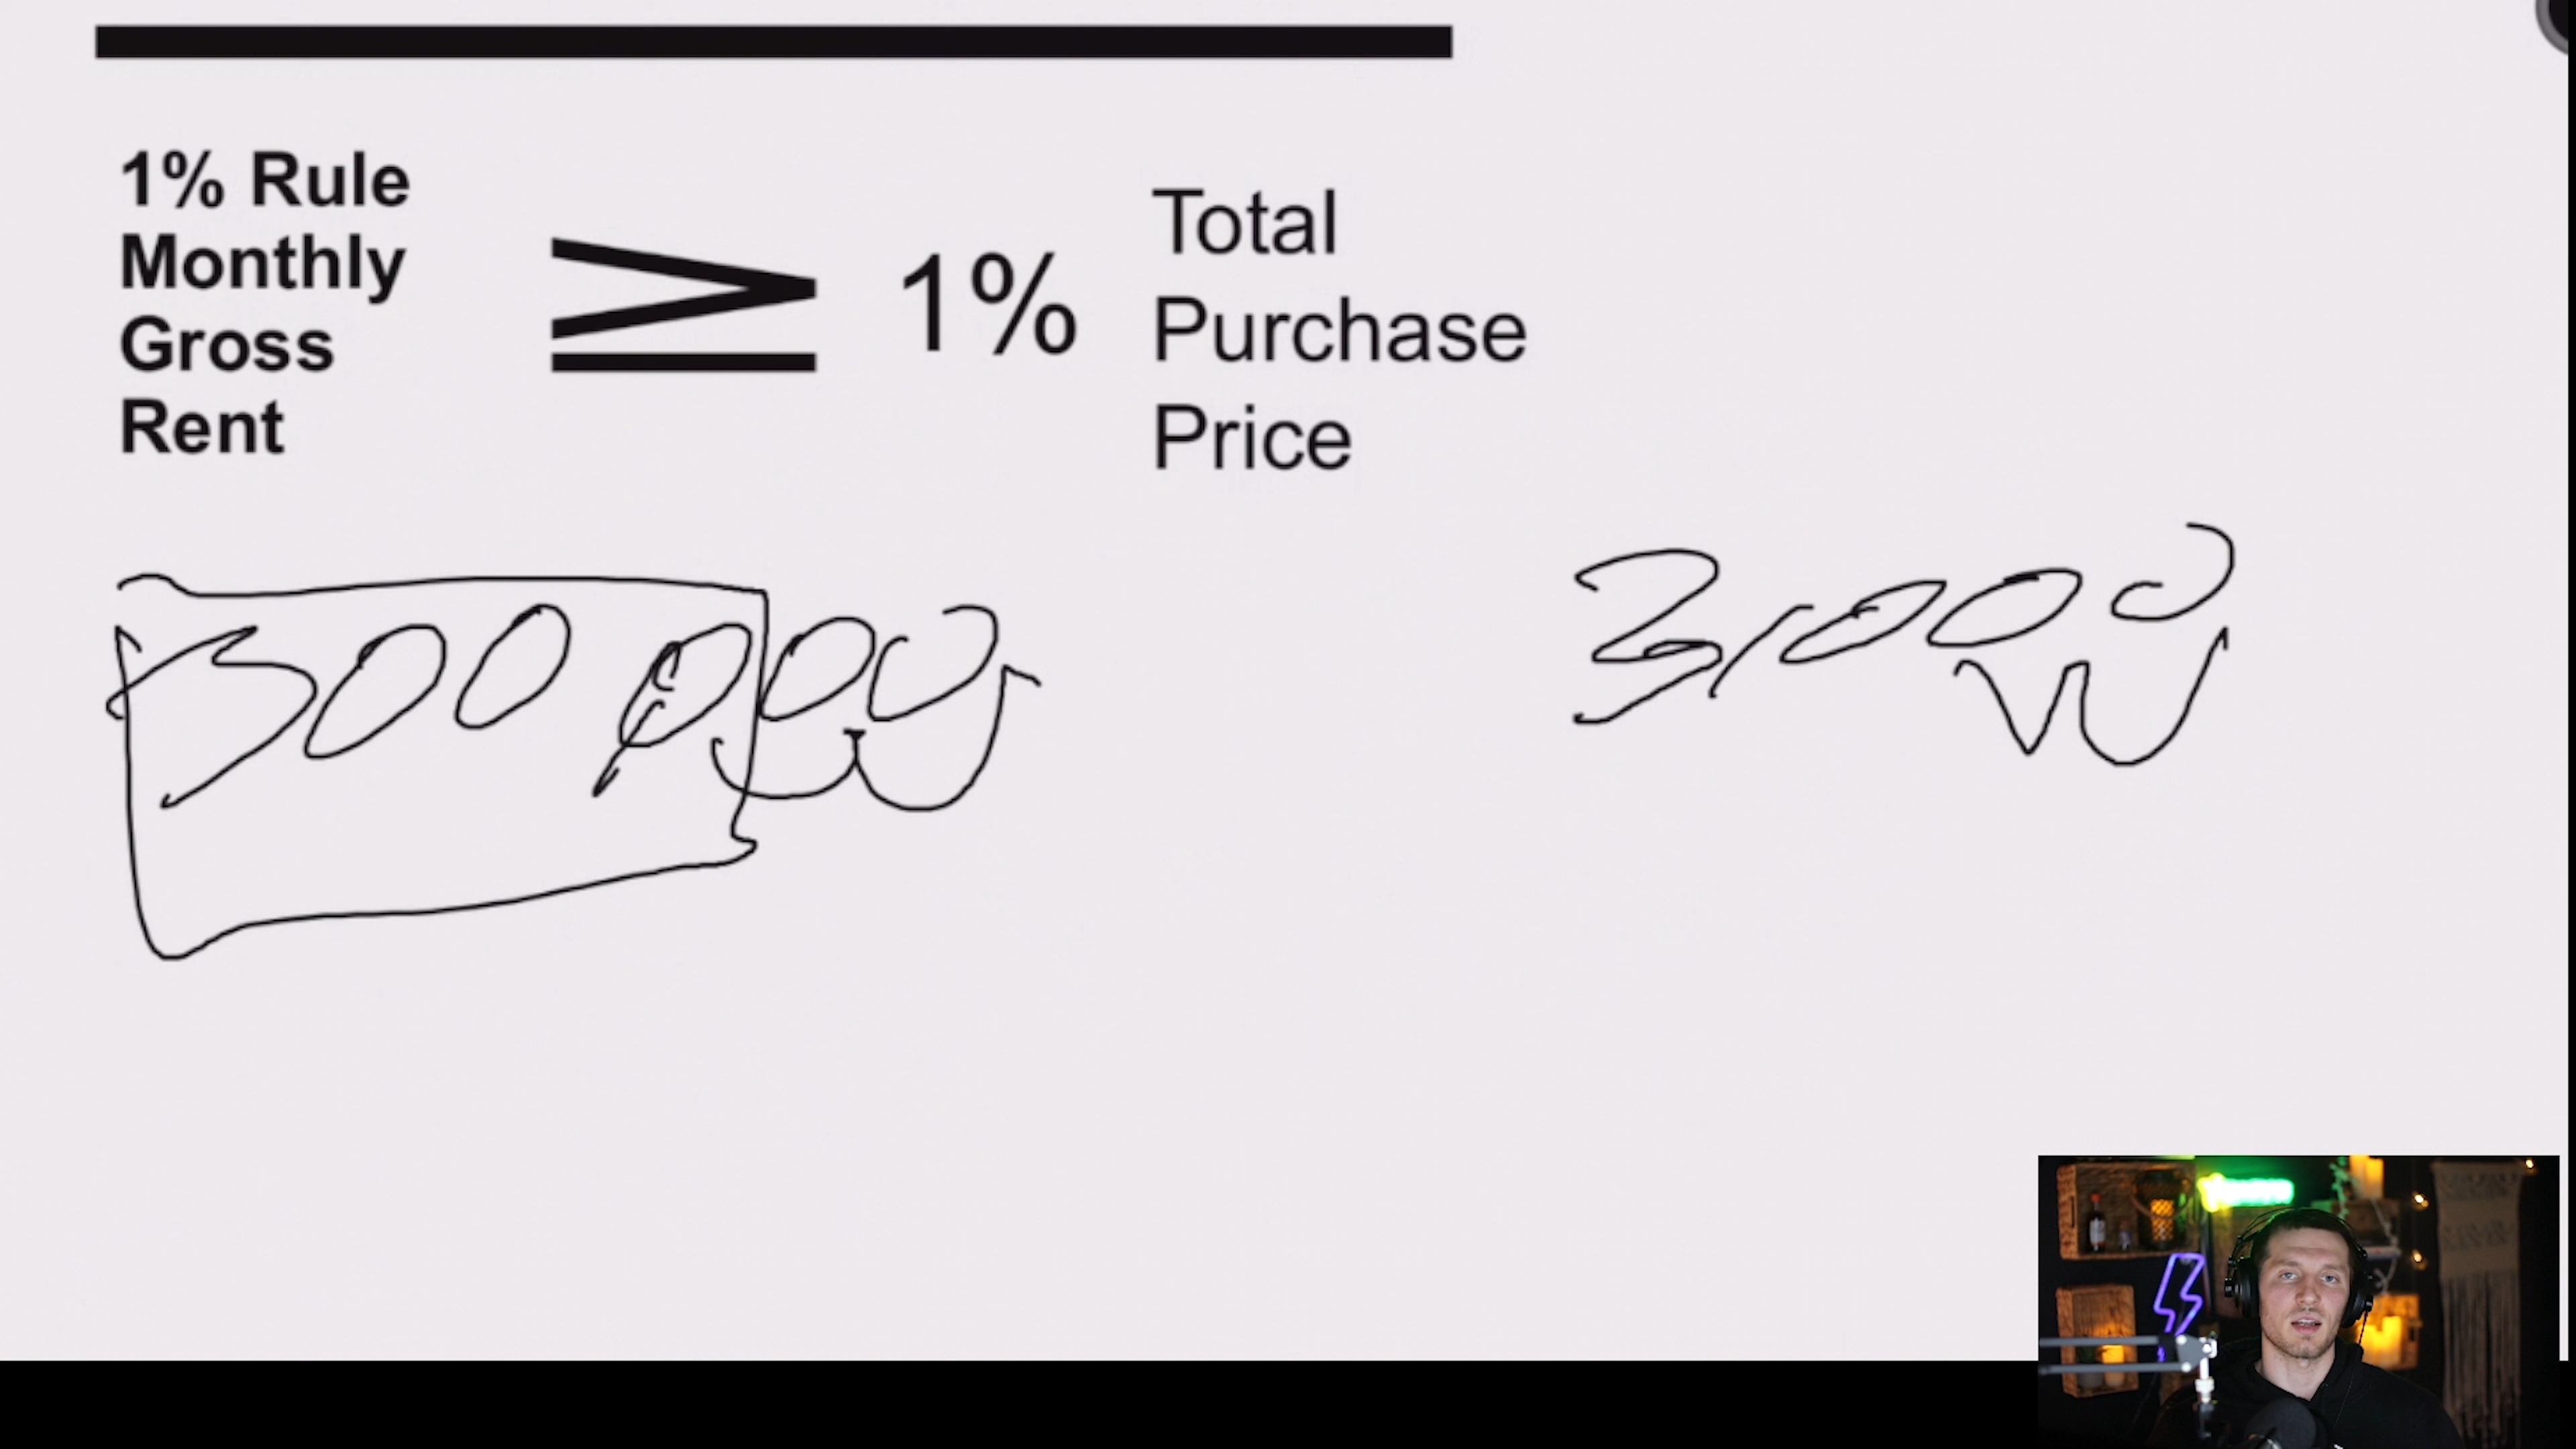 1% Rule
Monthly
Gross
Rent
≥ 1%
Total
Purchase
Price
300,000
3,000